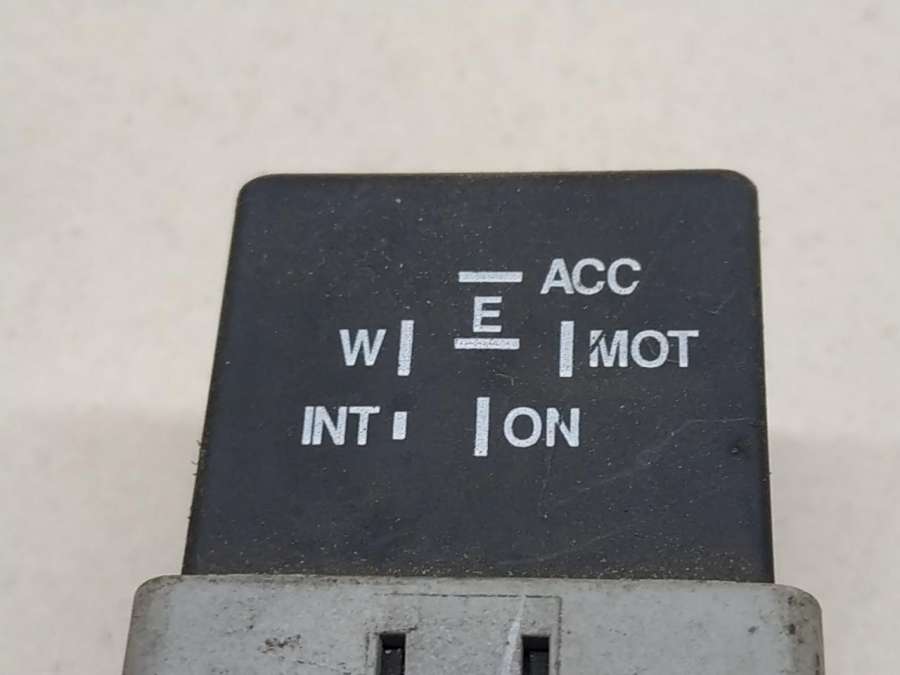 ACC
E
W MOT
INT ON